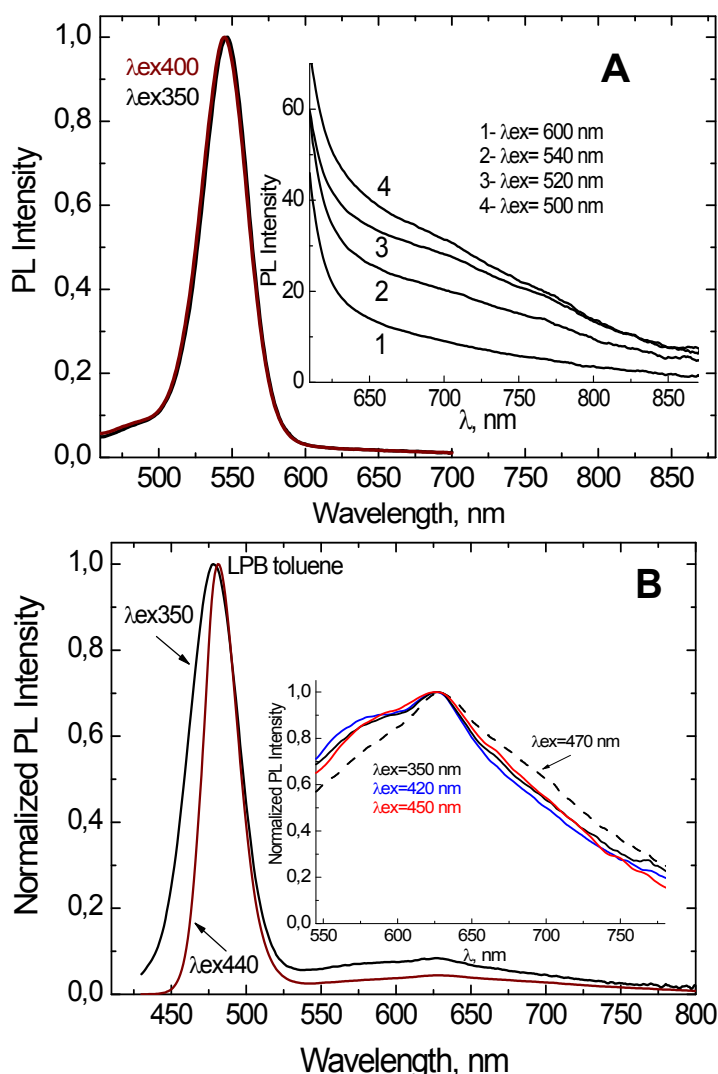 1,0
0,8
0,6
0,4
0,2
0,0
PL Intensity
λex400
λex350
A
60
40
20
0
PL Intensity
1- λex= 600 nm
2- λex= 540 nm
3- λex= 520 nm
4- λex= 500 nm
4
3
2
1
650 700 750 800 850
λ, nm
500 550 600 650 700 750 800 850
Wavelength, nm
1,0
0,8
0,6
0,4
0,2
0,0
Normalized PL Intensity
LPB toluene
B
λex350
λex440
1,0
0,8
0,6
0,4
0,2
0,0
Normalized PL Intensity
λex=470 nm
λex=350 nm
λex=420 nm
λex=450 nm
550 600 650 700 750
λ, nm
450 500 550 600 650 700 750 800
Wavelength, nm